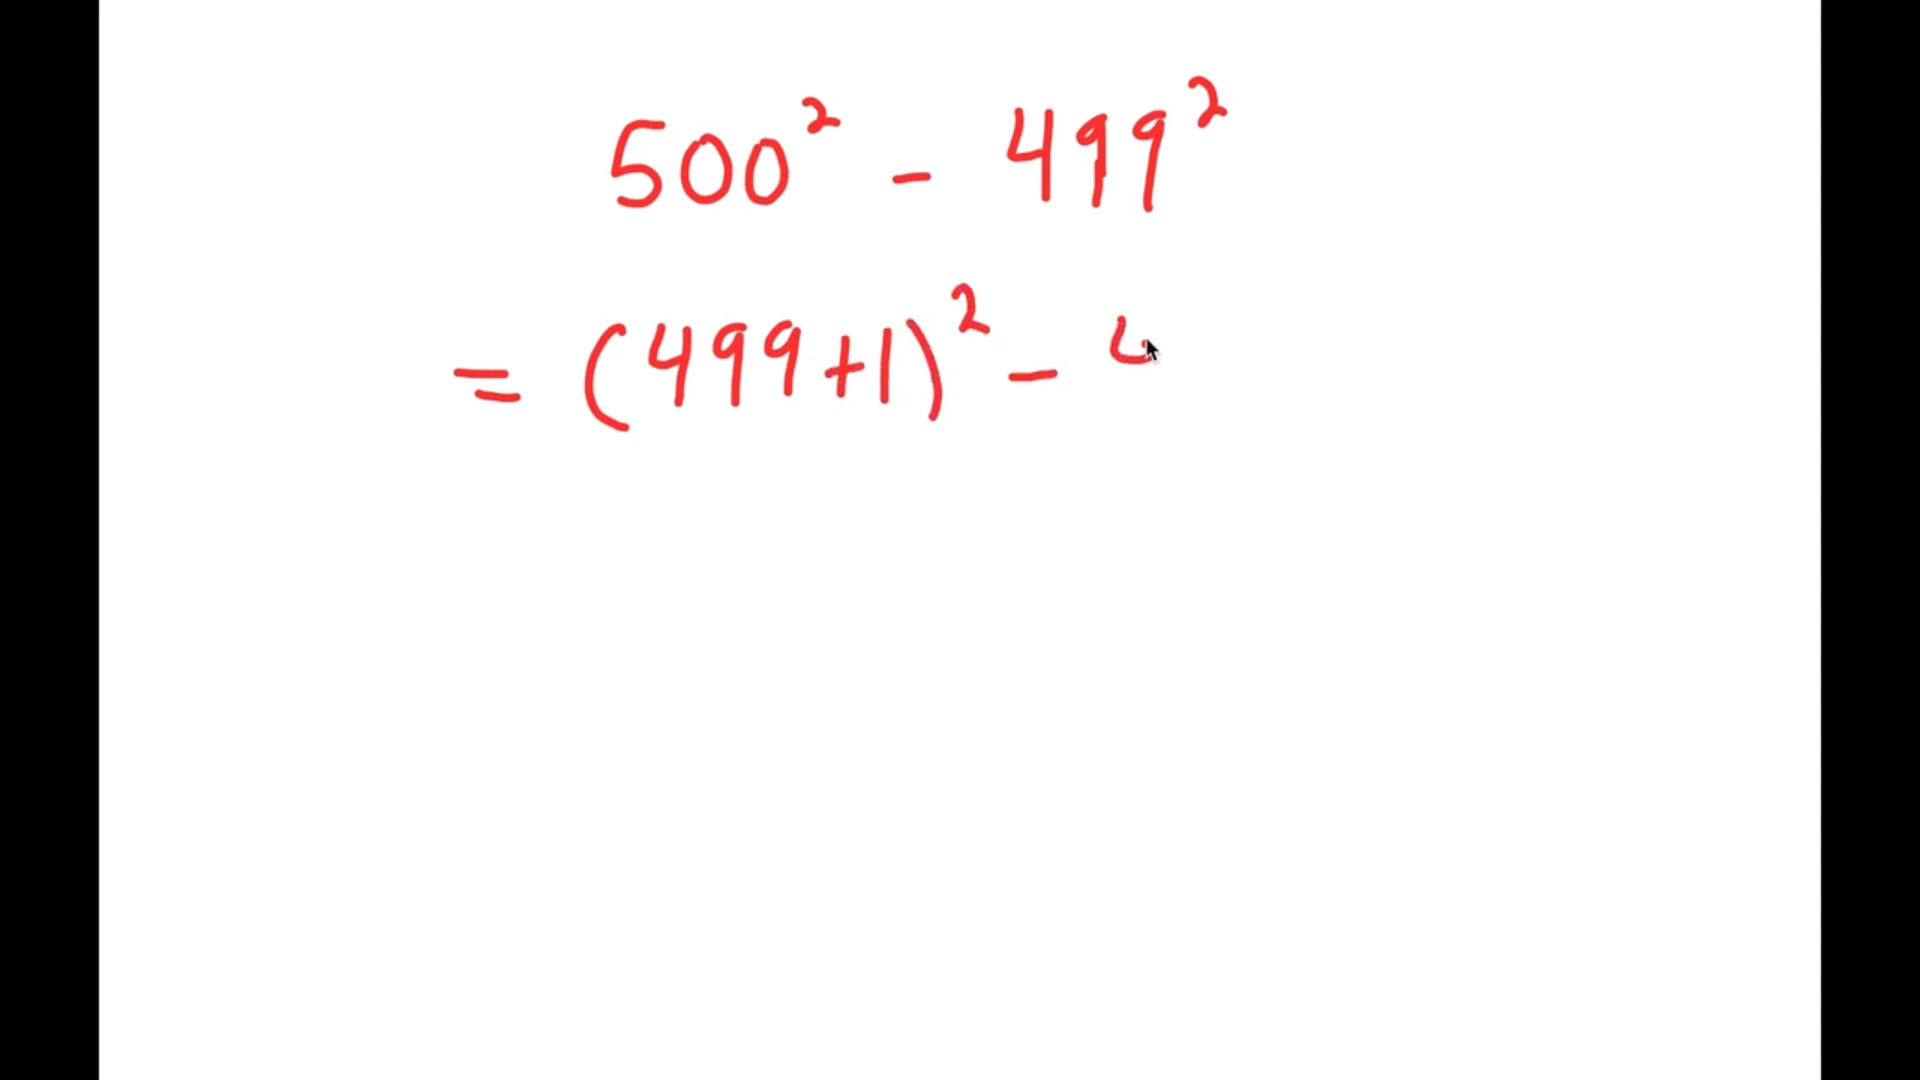 500² - 499²
= (499+1)² -